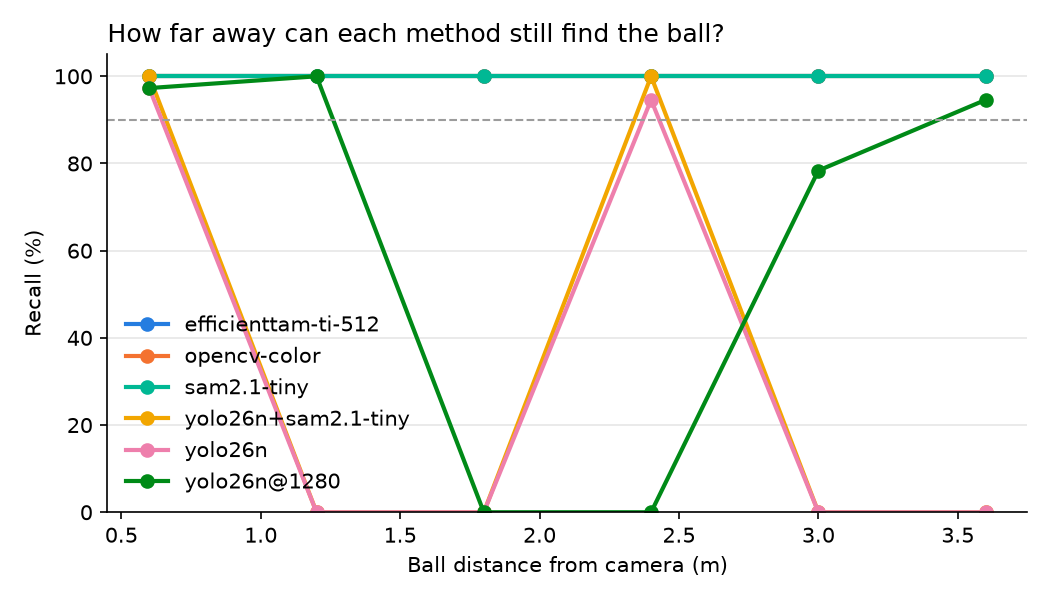 How far away can each method still find the ball?
100
80
60
40
20
0
Recall (%)
efficienttam-ti-512
opencv-color
sam2.1-tiny
yolo26n+sam2.1-tiny
yolo26n
yolo26n@1280
0.5 1.0 1.5 2.0 2.5 3.0 3.5
Ball distance from camera (m)